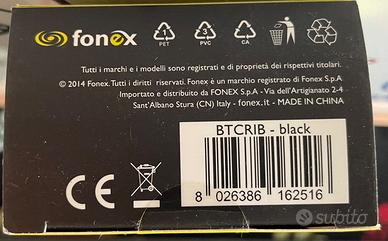 fonex
1 PET
3 PVC
CA
Tutti i marchi e i modelli sono registrati e di proprietà dei rispettivi titolari.
© 2014 Fonex. Tutti i diritti riservati. Fonex è un marchio registrato di Fonex S.p.A
Importato e distribuito da FONEX S.p.A - Via dell'Artigianato 2-4
Sant'Albano Stura (CN) Italy - fonex.it - MADE IN CHINA
BTCRIB - black
8 026386 162516
CE
subito